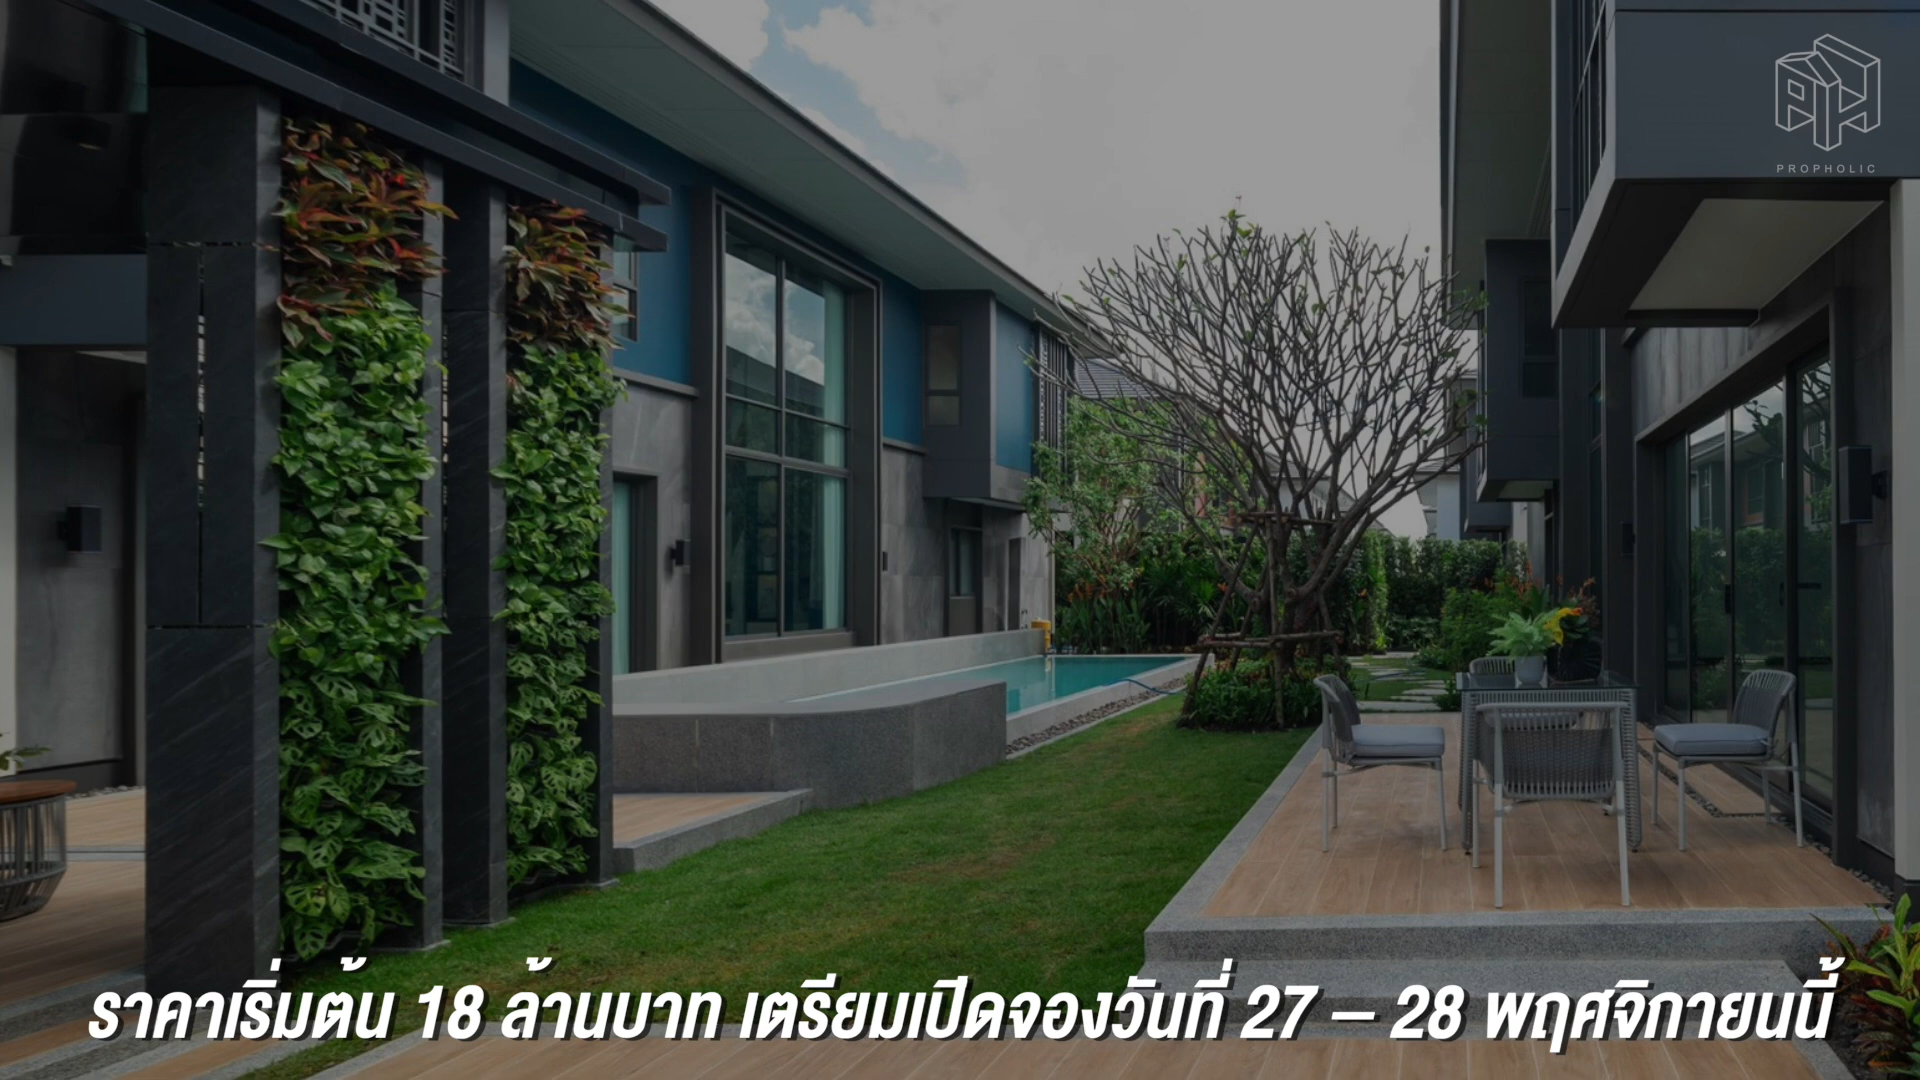 PROPHOLIC
ราคาเริ่มต้น 18 ล้านบาท เตรียมเปิดจองวันที่ 27 – 28 พฤศจิกายนนี้